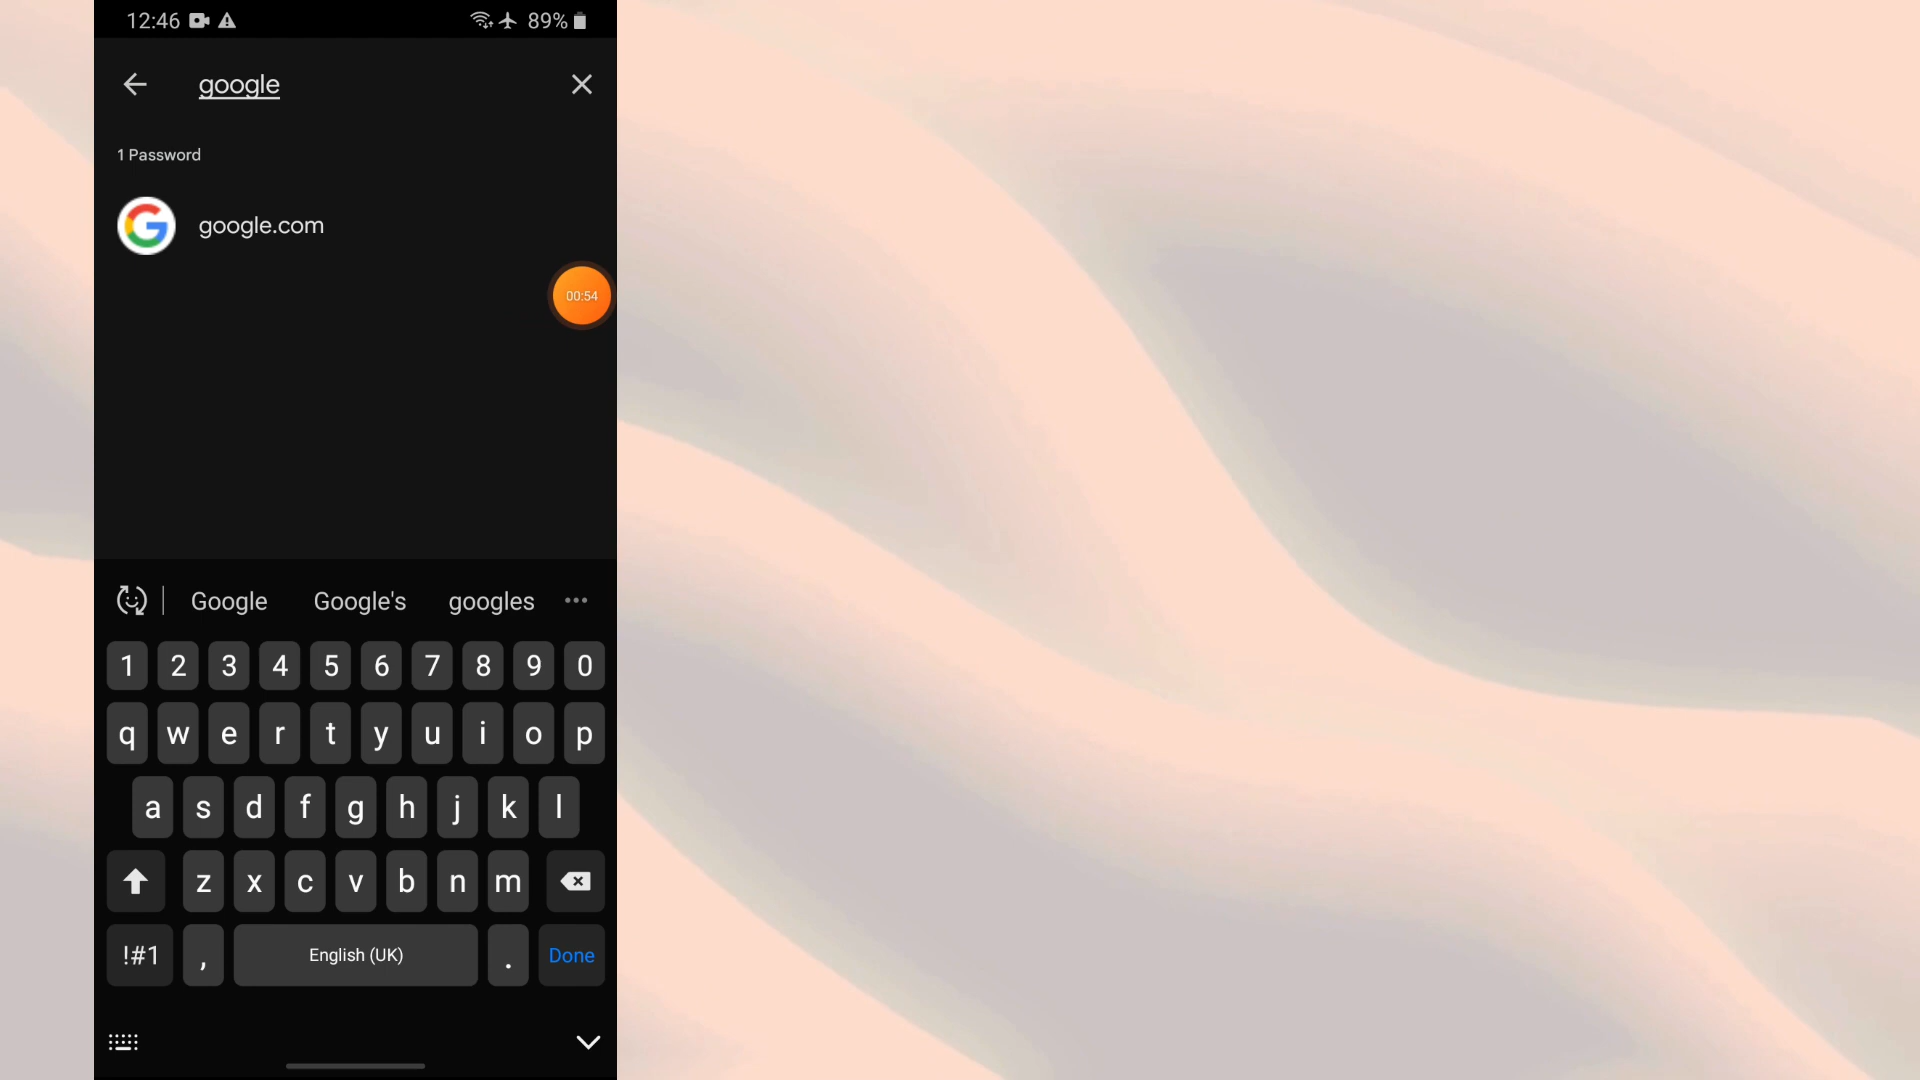 12:46 89%
google
1 Password
google.com
00:54
Google Google's googles
1 2 3 4 5 6 7 8 9 0
q w e r t y u i o p
a s d f g h j k l
z x c v b n m
!#1 , English (UK) . Done